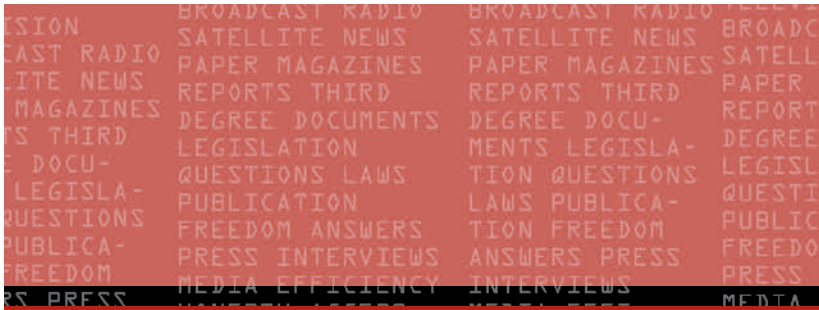 ISION
CAST RADIO
LITE NEWS
MAGAZINES
TS THIRD
E DOCU-
LEGISLA-
QUESTIONS
PUBLICA-
FREEDOM
RS PRESS
BROADCAST RADIO
SATELLITE NEWS
PAPER MAGAZINES
REPORTS THIRD
DEGREE DOCUMENTS
LEGISLATION
QUESTIONS LAWS
PUBLICATION
FREEDOM ANSWERS
PRESS INTERVIEWS
MEDIA EFFICIENCY
BROADCAST RADIO
SATELLITE NEWS
PAPER MAGAZINES
REPORTS THIRD
DEGREE DOCU-
MENTS LEGISLA-
TION QUESTIONS
LAWS PUBLICA-
TION FREEDOM
ANSWERS PRESS
INTERVIEWS
BROADC
SATELL
PAPER
REPORT
DEGREE
LEGISL
QUESTI
PUBLIC
FREEDO
PRESS
MEDIA